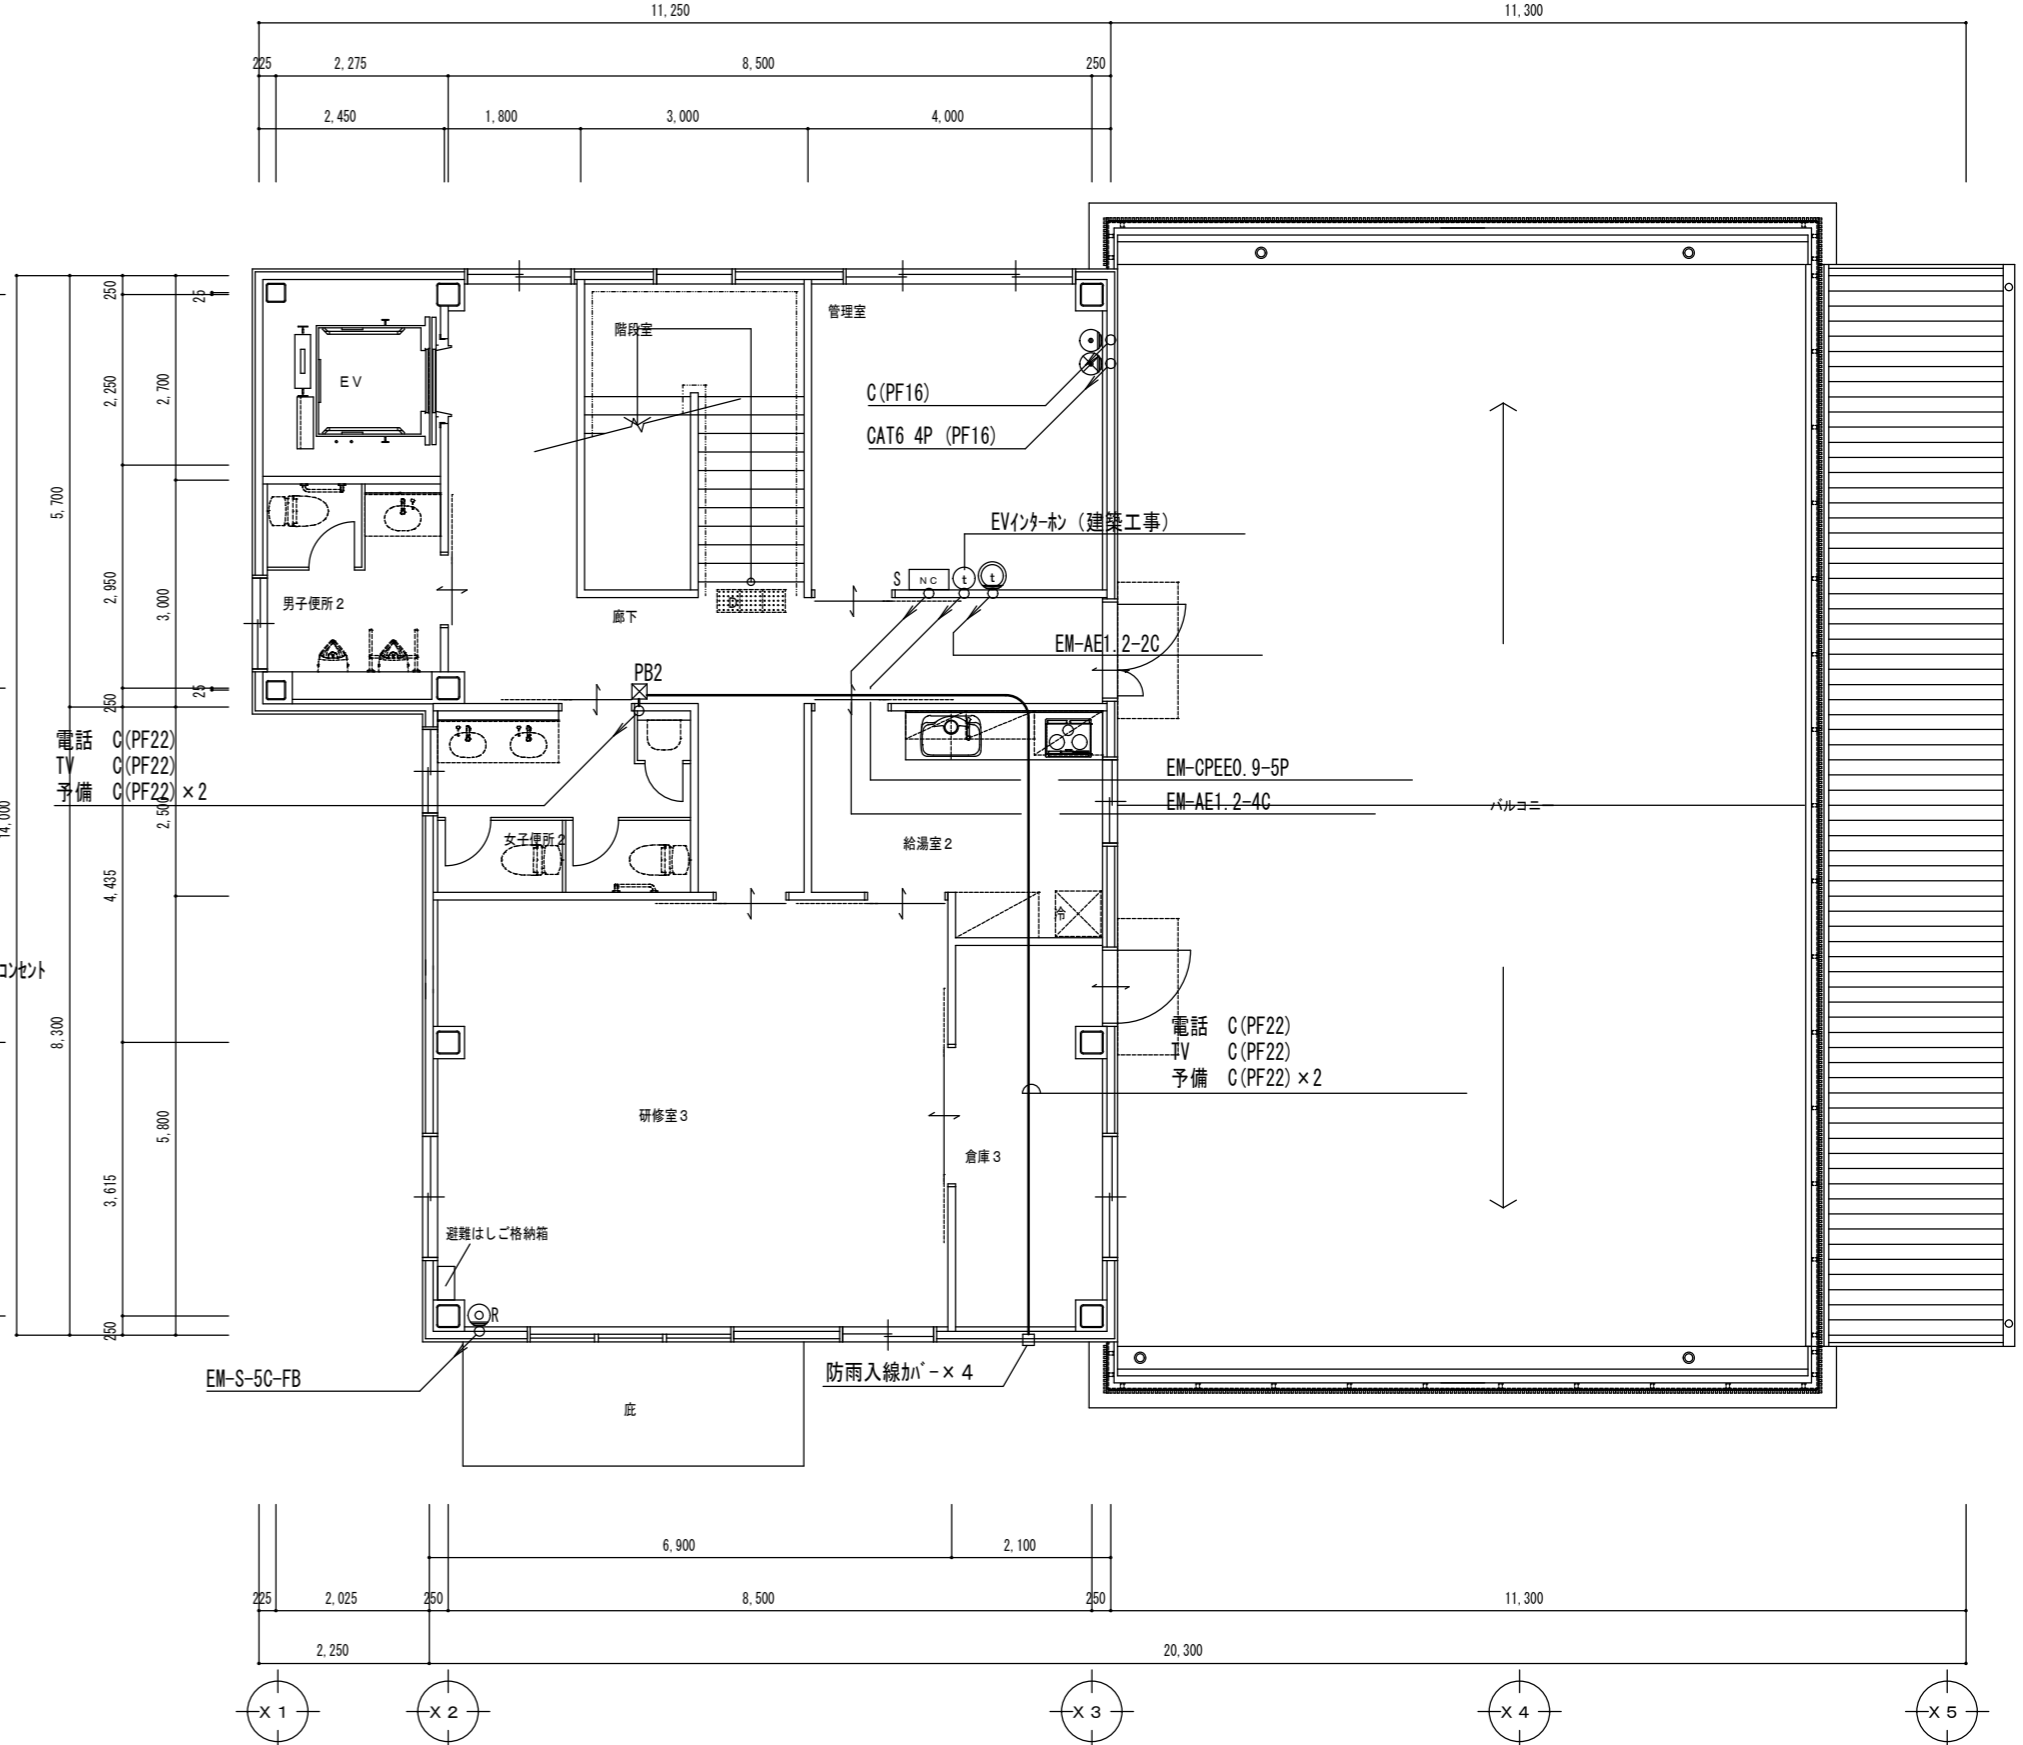 11,250
11,300
225
2,275
8,500
250
2,450
1,800
3,000
4,000
250
25
2,250
2,700
5,700
2,950
3,000
250
25
14,000
2,500
4,435
8,300
5,800
3,615
250
階段室
管理室
EV
C(PF16)
CAT6 4P (PF16)
EVインターホン (建築工事)
S
NC
t
t
男子便所2
廊下
EM-AE1.2-2C
PB2
電話 C(PF22)
TV C(PF22)
予備 C(PF22)×2
EM-CPEE0.9-5P
EM-AE1.2-4C
バルコニー
女子便所2
給湯室2
冷
コンセント
電話 C(PF22)
TV C(PF22)
予備 C(PF22)×2
研修室3
倉庫3
避難はしご格納箱
R
EM-S-5C-FB
防雨入線カバー×4
庇
6,900
2,100
225
2,025
250
8,500
250
11,300
2,250
20,300
X1
X2
X3
X4
X5